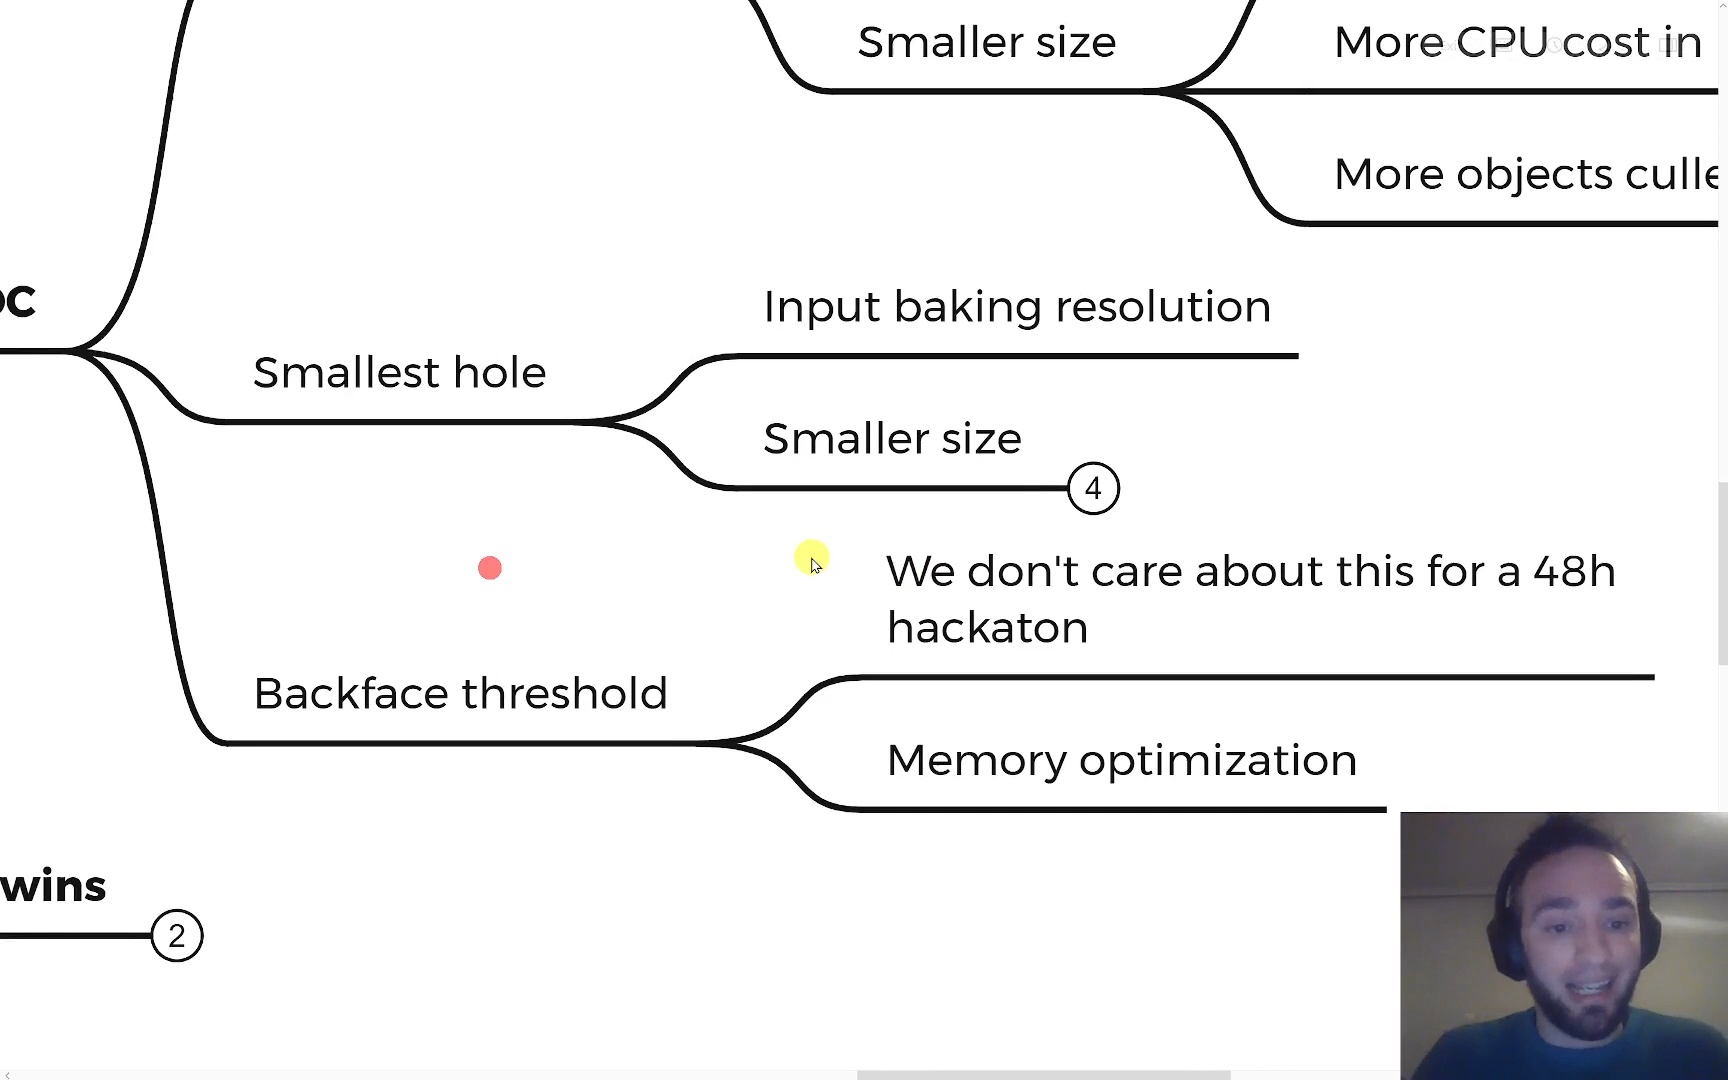 Smaller size
More CPU cost in
More objects culle
oc
Input baking resolution
Smallest hole
Smaller size
4
We don't care about this for a 48h
hackaton
Backface threshold
Memory optimization
wins
2